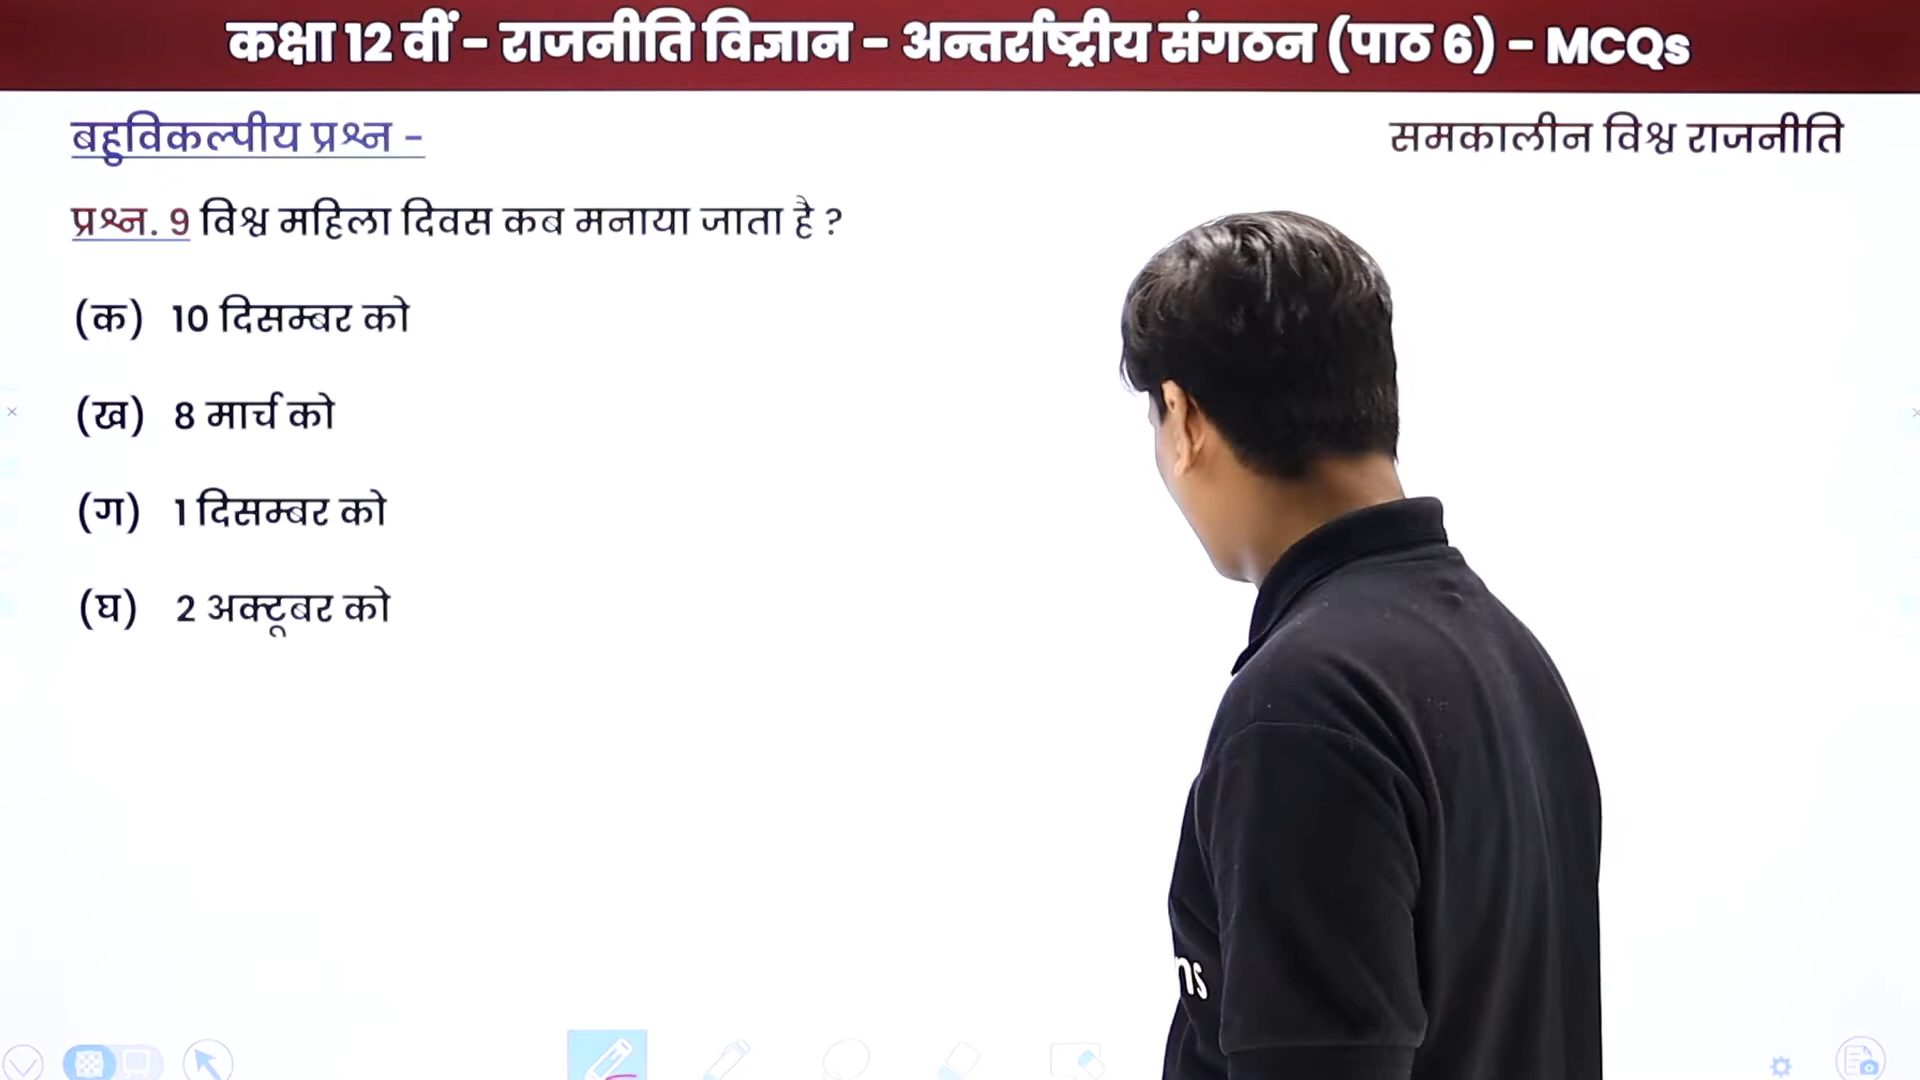 कक्षा 12 वीं - राजनीति विज्ञान - अन्तर्राष्ट्रीय संगठन (पाठ 6) - MCQs
बहुविकल्पीय प्रश्न -
समकालीन विश्व राजनीति
प्रश्न. 9 विश्व महिला दिवस कब मनाया जाता है ?
(क) 10 दिसम्बर को
(ख) 8 मार्च को
(ग) 1 दिसम्बर को
(घ) 2 अक्टूबर को
ns